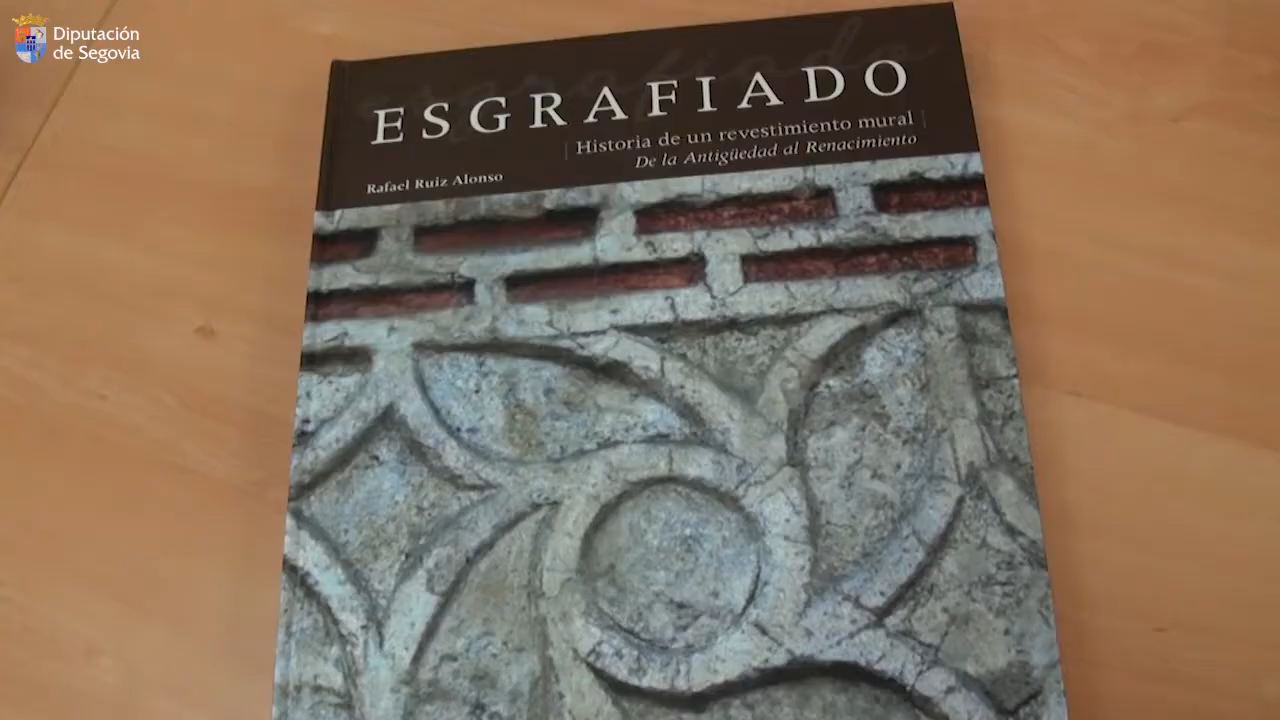 Diputación
de Segovia
ESGRAFIADO
Historia de un revestimiento mural
De la Antigüedad al Renacimiento
Rafael Ruiz Alonso